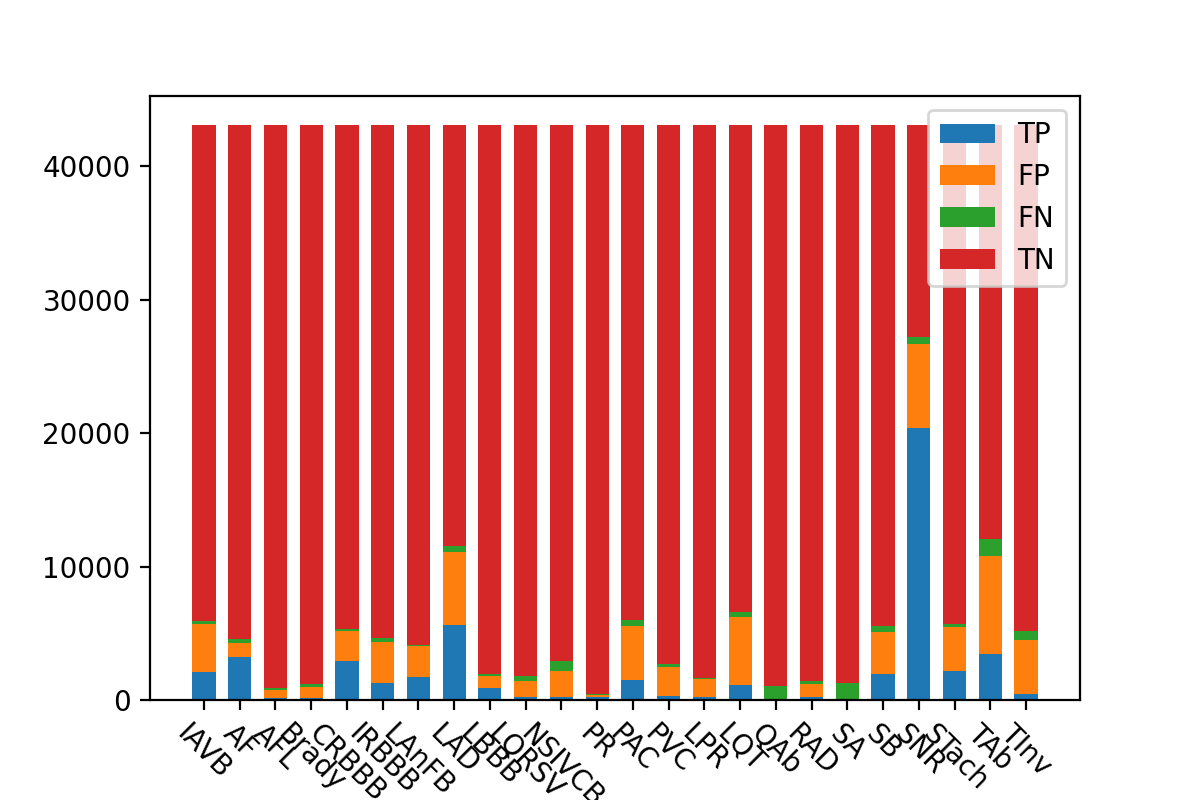 TP
FP
FN
TN
40000
30000
20000
10000
0
IAVB
AF
AFL
Brady
CRBBB
IRBBB
LAnFB
LAD
LBBB
LQRSV
NSIVCB
PR
PAC
PVC
LPR
LQT
QAb
RAD
SA
SB
SNR
STach
TAb
TInv